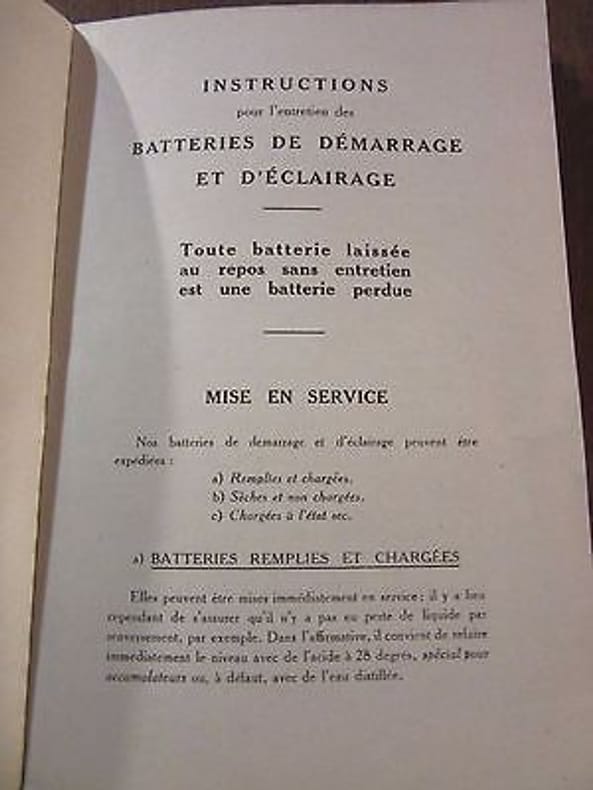 INSTRUCTIONS
pour l'entretien des
BATTERIES DE DÉMARRAGE
ET D'ÉCLAIRAGE
Toute batterie laissée
au repos sans entretien
est une batterie perdue
MISE EN SERVICE
Nos batteries de demarrage et d'éclairage peuvent être
expédiées :
a) Remplies et chargées.
b) Sèches et non chargées.
c) Chargées à l'état sec.
a) BATTERIES REMPLIES ET CHARGÉES
Elles peuvent être mises immédiatement en service ; il y a lieu
cependant de s'assurer qu'il n'y a pas eu perte de liquide par
renversement, par exemple. Dans l'affirmative, il convient de refaire
immédiatement le niveau avec de l'acide à 28 degrés, spécial pour
accumulateurs ou, à défaut, avec de l'eau distillée.